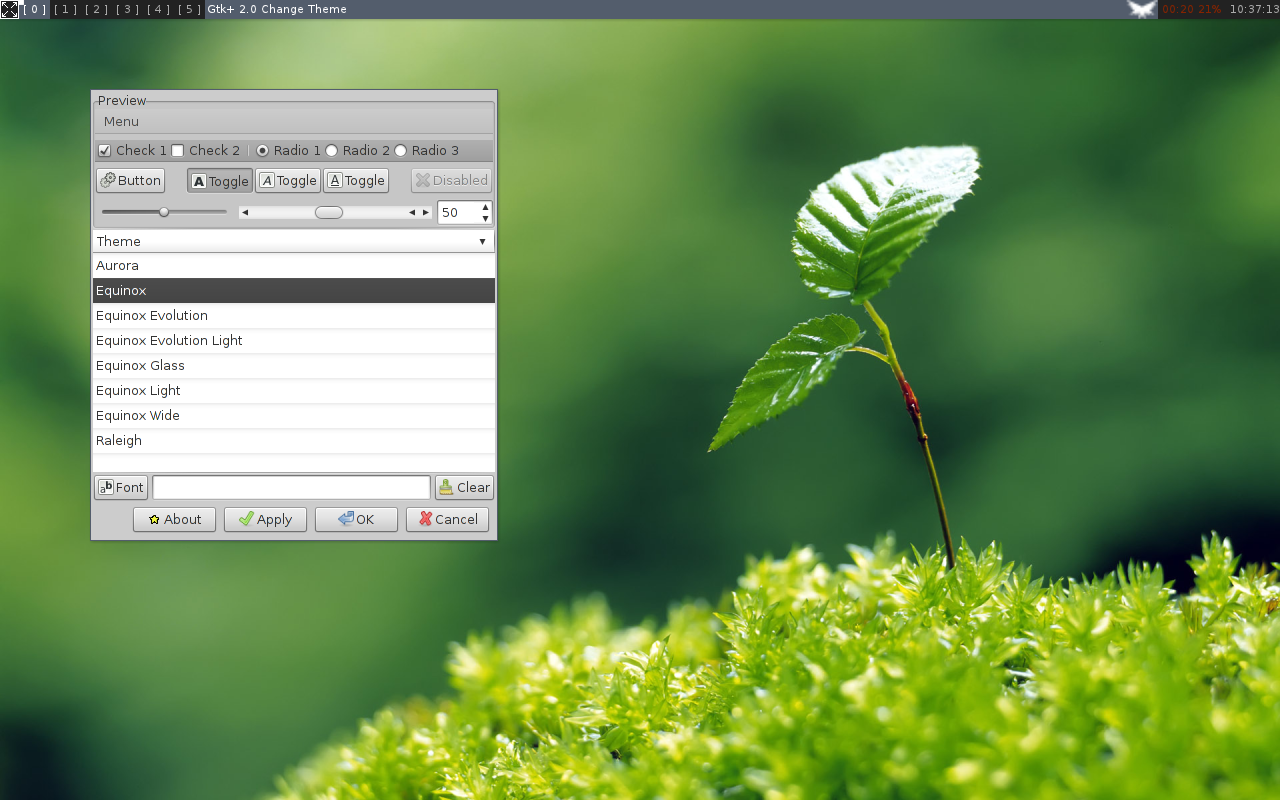 [ 0 ] [ 1 ] [ 2 ] [ 3 ] [ 4 ] [ 5 ] Gtk+ 2.0 Change Theme 00:20 21% 10:37:13
Preview
Menu
Check 1 Check 2 Radio 1 Radio 2 Radio 3
Button A Toggle A Toggle A Toggle Disabled
50
Theme
Aurora
Equinox
Equinox Evolution
Equinox Evolution Light
Equinox Glass
Equinox Light
Equinox Wide
Raleigh
ab Font Clear
About Apply OK Cancel